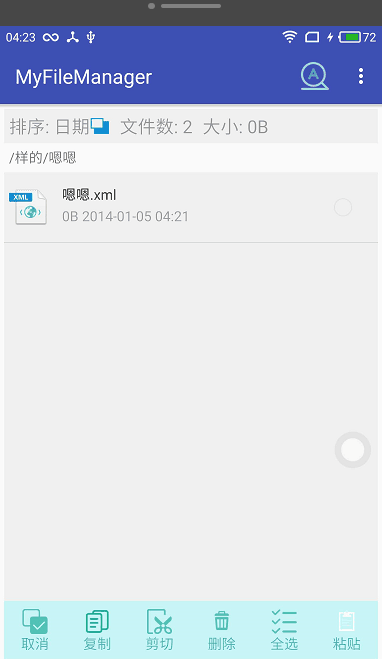 04:23 72
MyFileManager
A
排序: 日期 文件数: 2 大小: 0B
/样的/嗯嗯
XML
嗯嗯.xml
0B 2014-01-05 04:21
取消 复制 剪切 删除 全选 粘贴